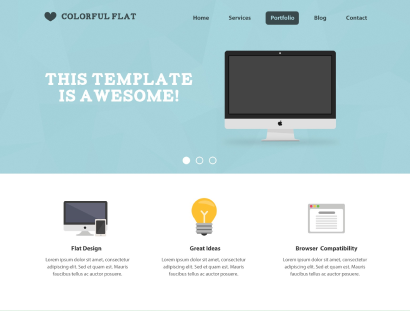 COLORFUL FLAT
Home Services Portfolio Blog Contact
THIS TEMPLATE
IS AWESOME!
Flat Design
Lorem ipsum dolor sit amet, consectetur
adipiscing elit. Sed et quam est. Mauris
faucibus tellus ac auctor posuere.
Great Ideas
Lorem ipsum dolor sit amet, consectetur
adipiscing elit. Sed et quam est. Mauris
faucibus tellus ac auctor posuere.
Browser Compatibility
Lorem ipsum dolor sit amet, consectetur
adipiscing elit. Sed et quam est. Mauris
faucibus tellus ac auctor posuere.